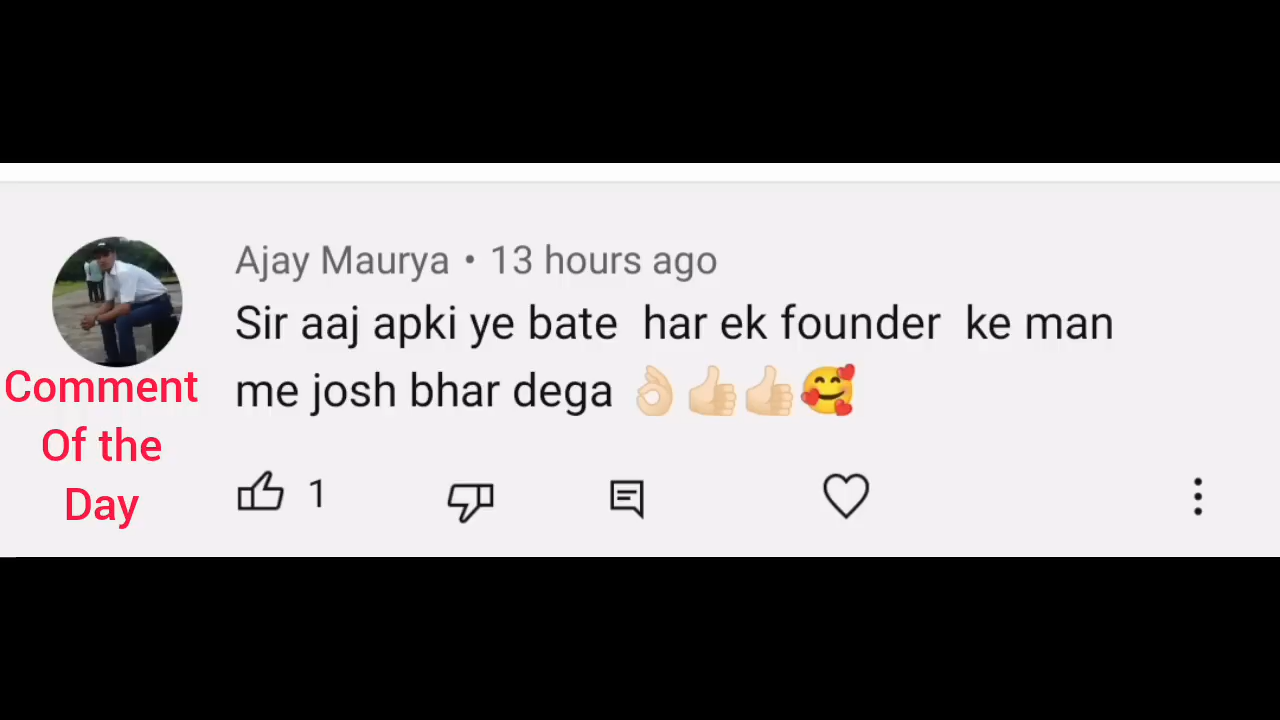 Ajay Maurya • 13 hours ago
Sir aaj apki ye bate har ek founder ke man
me josh bhar dega 👌🏻👍🏻👍🏻🥰
Comment
Of the
Day
1